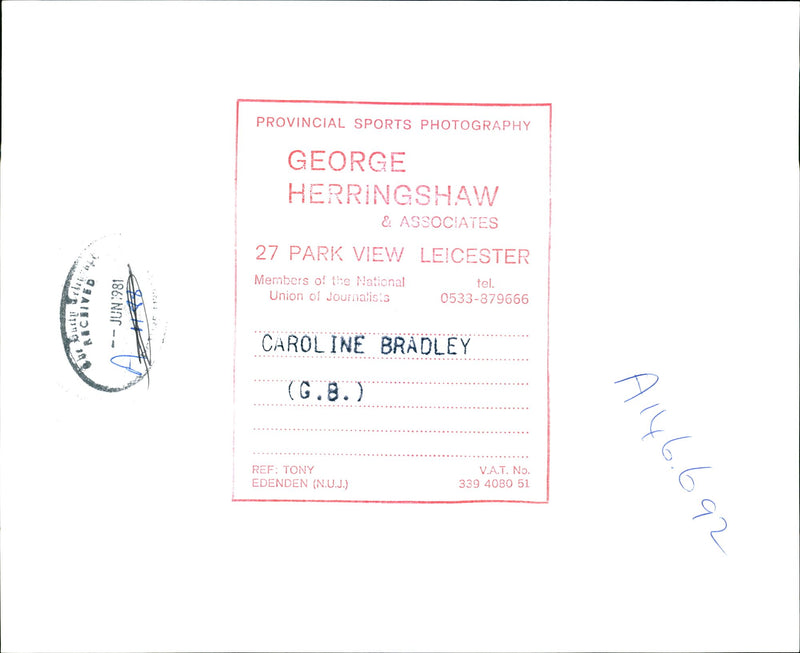 PROVINCIAL SPORTS PHOTOGRAPHY
GEORGE
HERRINGSHAW
& ASSOCIATES
27 PARK VIEW LEICESTER
Members of the National
Union of Journalists
tel.
0533-879666
CAROLINE BRADLEY
(G.B.)
REF: TONY
EDENDEN (N.U.J.)
V.A.T. No.
339 4080 51
RECEIVED
-- JUN 1981
A146.692